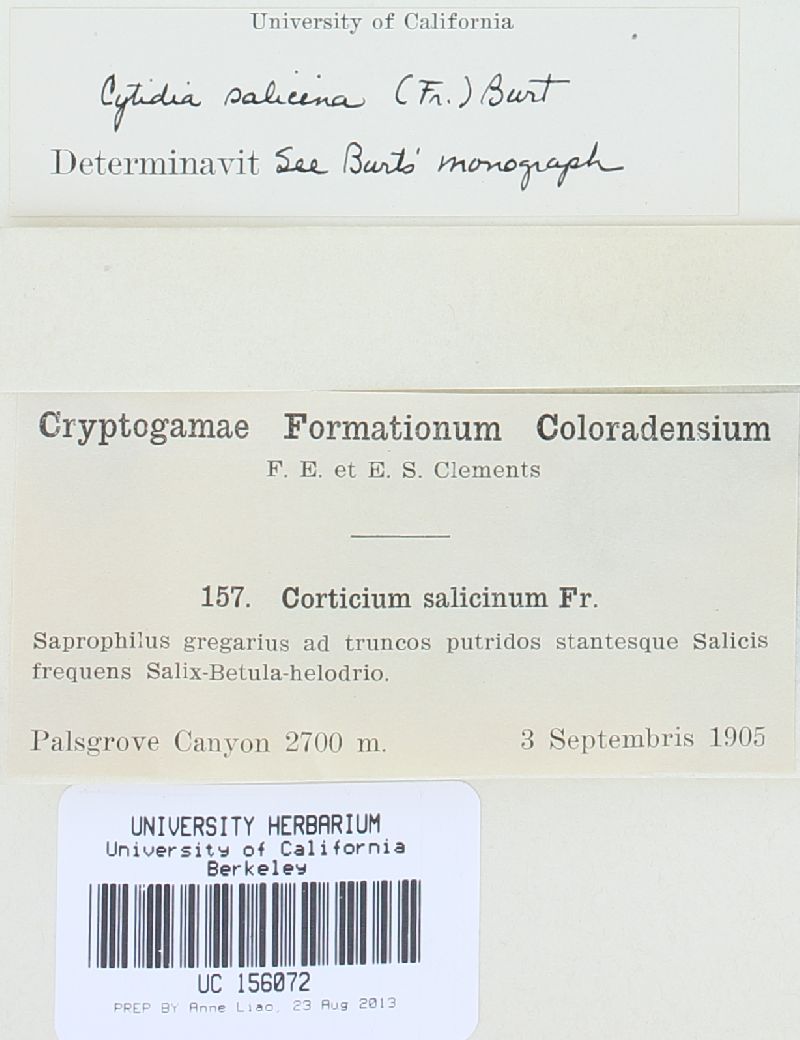 University of California
Cytidia salicina (Fr.) Burt
Determinavit See Burts' monograph
Cryptogamae Formationum Coloradensium
F. E. et E. S. Clements
157. Corticium salicinum Fr.
Saprophilus gregarius ad truncos putridos stantesque Salicis
frequens Salix-Betula-helodrio.
Palsgrove Canyon 2700 m. 3 Septembris 1905
UNIVERSITY HERBARIUM
University of California
Berkeley
UC 156072
PREP BY Anne Liao, 23 Aug 2013